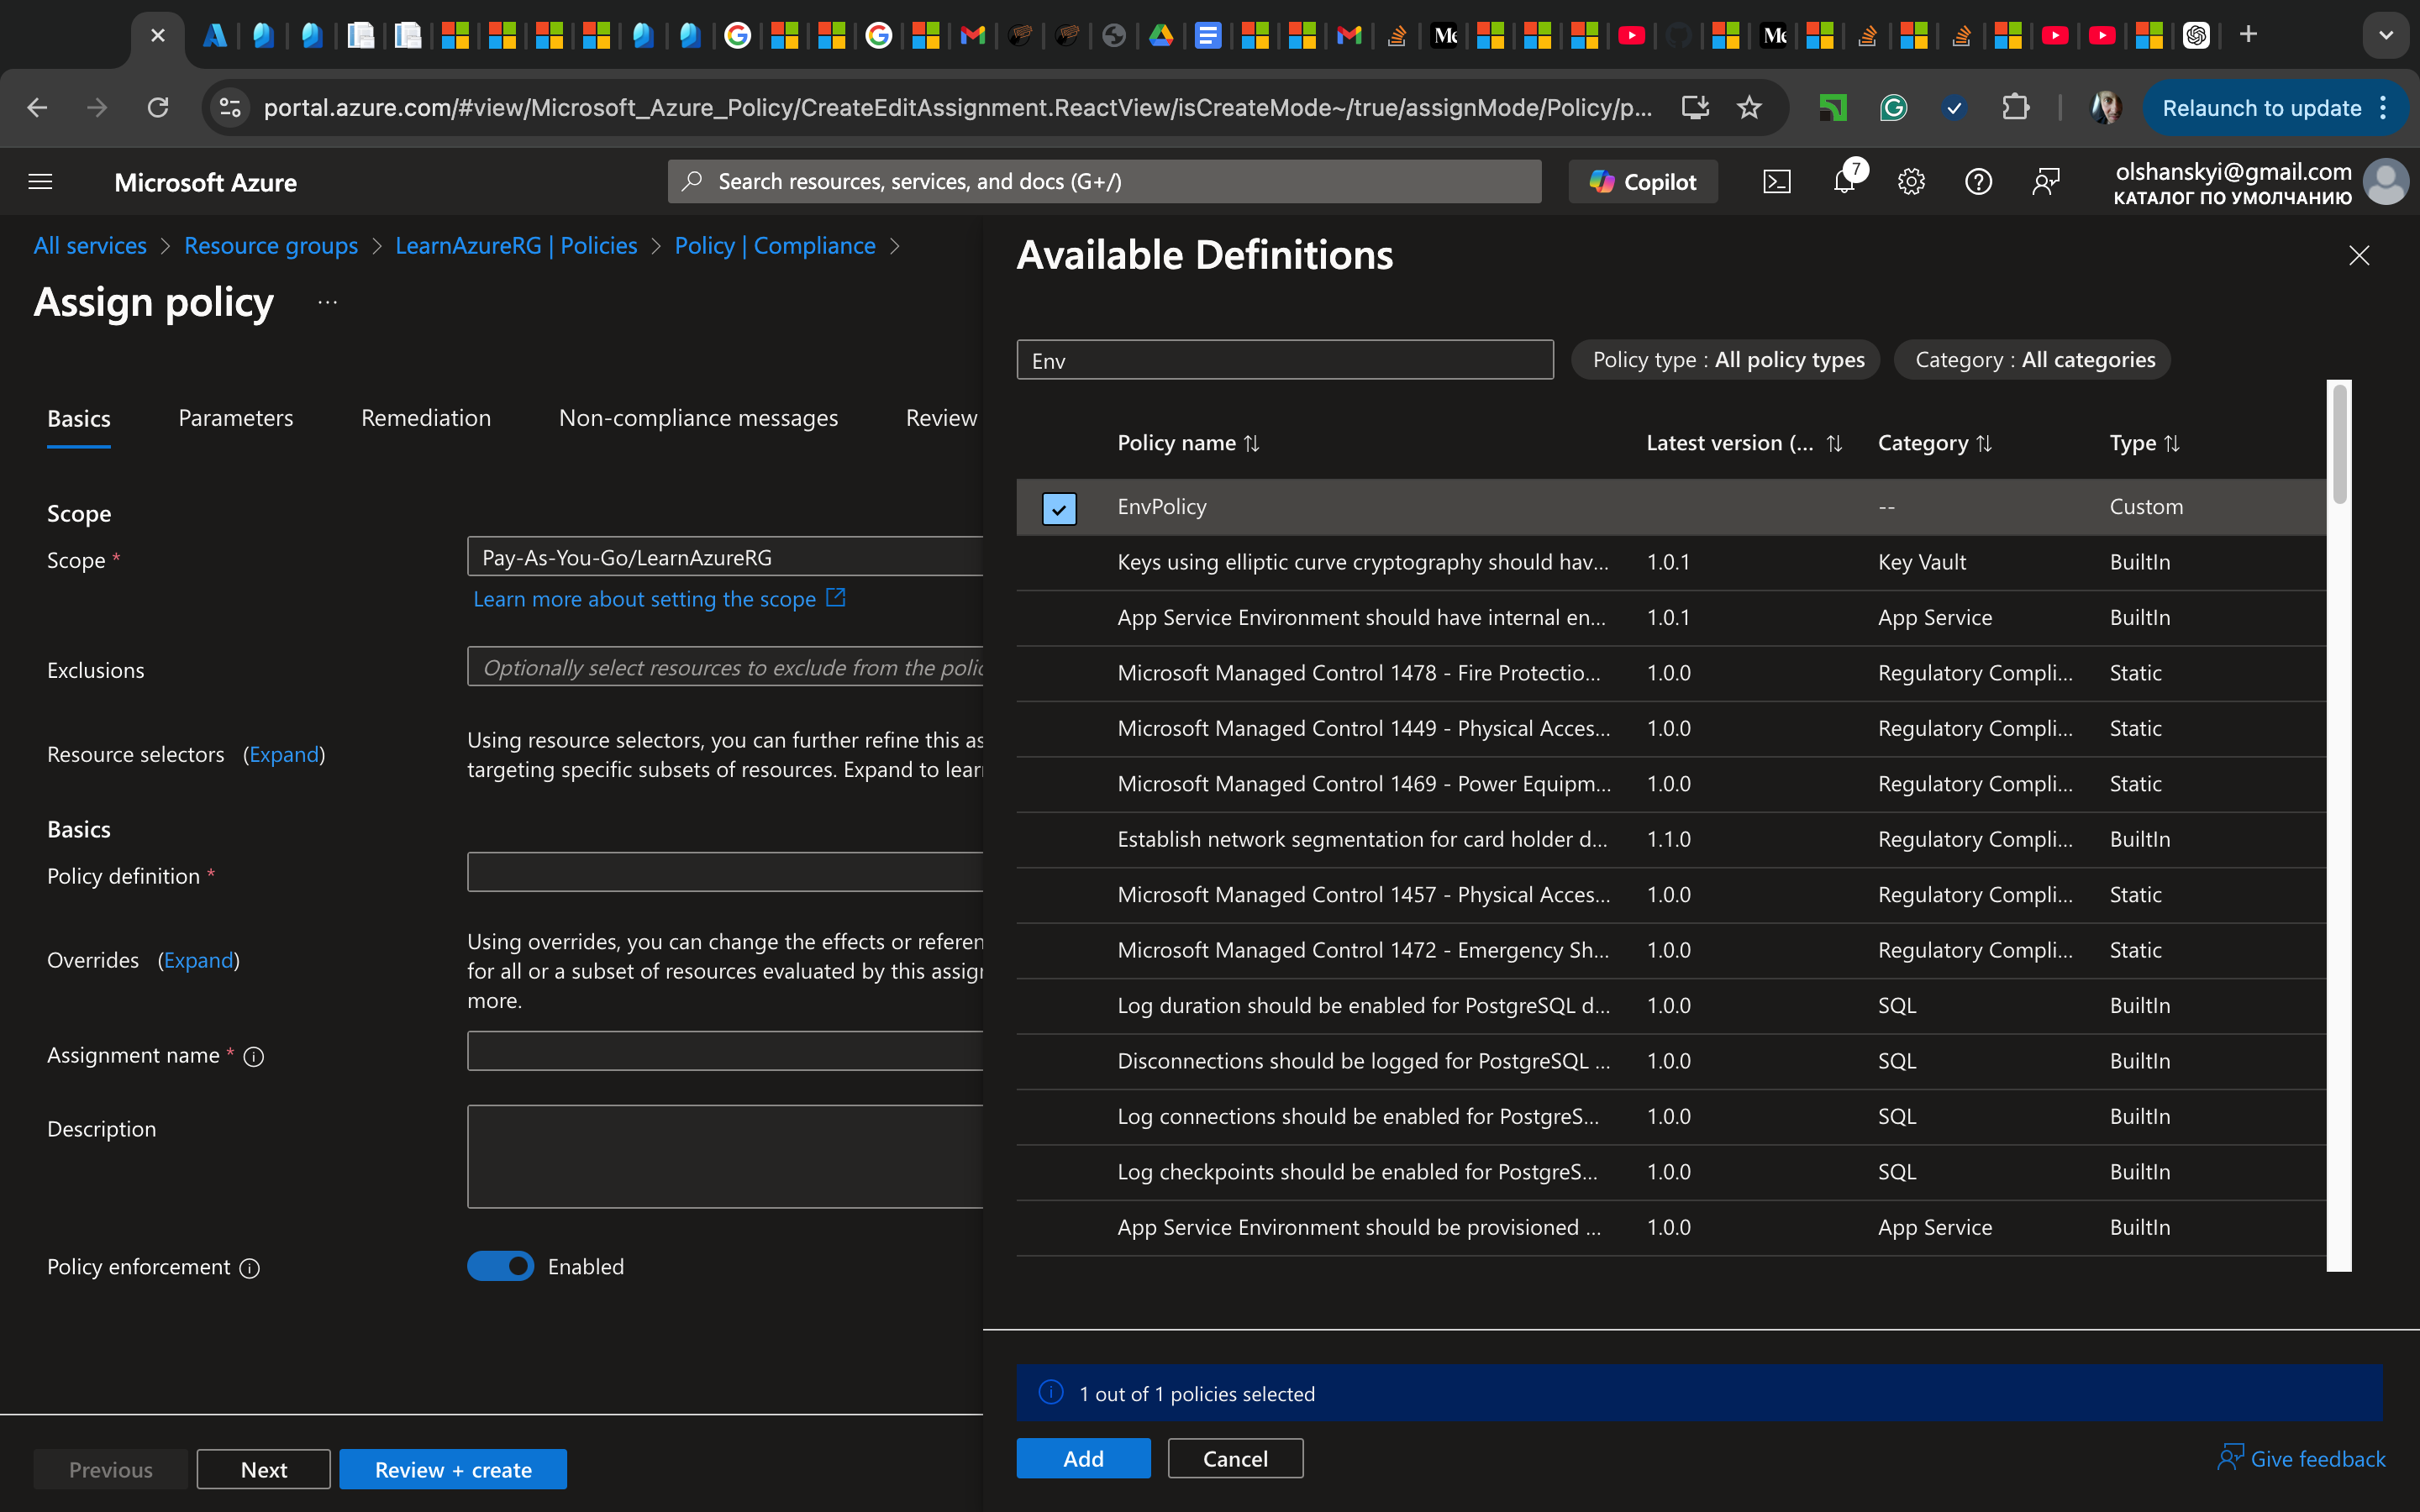 portal.azure.com/#view/Microsoft_Azure_Policy/CreateEditAssignment.ReactView/isCreateMode~/true/assignMode/Policy/p...
Relaunch to update
Microsoft Azure
Search resources, services, and docs (G+/)
Copilot
7
olshanskyi@gmail.com
КАТАЛОГ ПО УМОЛЧАНИЮ
All services > Resource groups > LearnAzureRG | Policies > Policy | Compliance >
Assign policy ...
Basics Parameters Remediation Non-compliance messages Review
Scope
Scope *
Pay-As-You-Go/LearnAzureRG
Learn more about setting the scope
Exclusions
Optionally select resources to exclude from the polic
Resource selectors (Expand)
Using resource selectors, you can further refine this as
targeting specific subsets of resources. Expand to lear
Basics
Policy definition *
Overrides (Expand)
Using overrides, you can change the effects or referen
for all or a subset of resources evaluated by this assig
more.
Assignment name *
Description
Policy enforcement
Enabled
Previous
Next
Review + create
Available Definitions
Env
Policy type : All policy types
Category : All categories
Policy name Latest version (... Category Type
EnvPolicy -- Custom
Keys using elliptic curve cryptography should hav... 1.0.1 Key Vault BuiltIn
App Service Environment should have internal en... 1.0.1 App Service BuiltIn
Microsoft Managed Control 1478 - Fire Protectio... 1.0.0 Regulatory Compli... Static
Microsoft Managed Control 1449 - Physical Acces... 1.0.0 Regulatory Compli... Static
Microsoft Managed Control 1469 - Power Equipm... 1.0.0 Regulatory Compli... Static
Establish network segmentation for card holder d... 1.1.0 Regulatory Compli... BuiltIn
Microsoft Managed Control 1457 - Physical Acces... 1.0.0 Regulatory Compli... Static
Microsoft Managed Control 1472 - Emergency Sh... 1.0.0 Regulatory Compli... Static
Log duration should be enabled for PostgreSQL d... 1.0.0 SQL BuiltIn
Disconnections should be logged for PostgreSQL ... 1.0.0 SQL BuiltIn
Log connections should be enabled for PostgreS... 1.0.0 SQL BuiltIn
Log checkpoints should be enabled for PostgreS... 1.0.0 SQL BuiltIn
App Service Environment should be provisioned ... 1.0.0 App Service BuiltIn
1 out of 1 policies selected
Add
Cancel
Give feedback